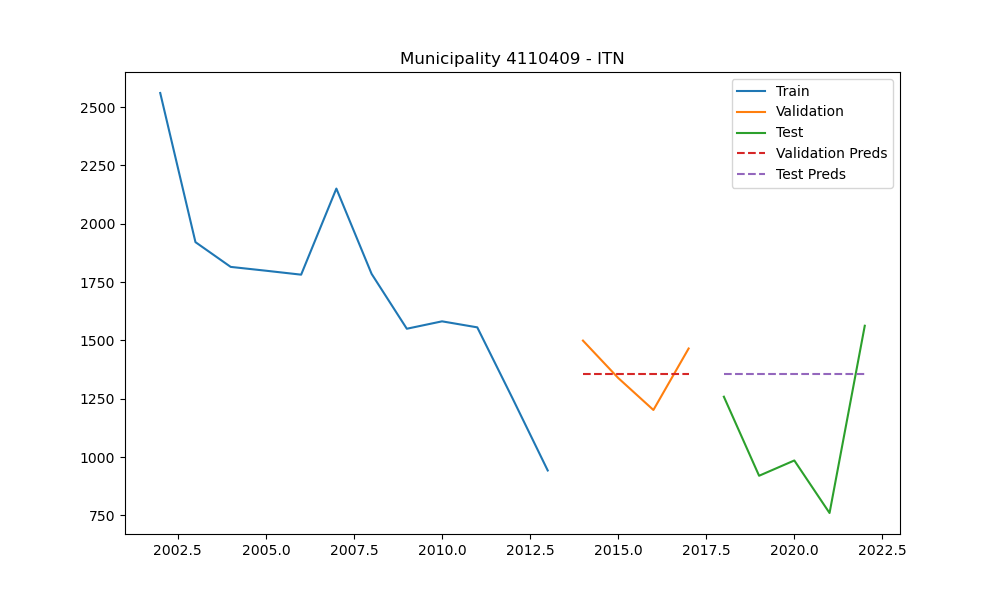 Municipality 4110409 - ITN
Train
Validation
Test
Validation Preds
Test Preds
2500
2250
2000
1750
1500
1250
1000
750
2002.5 2005.0 2007.5 2010.0 2012.5 2015.0 2017.5 2020.0 2022.5